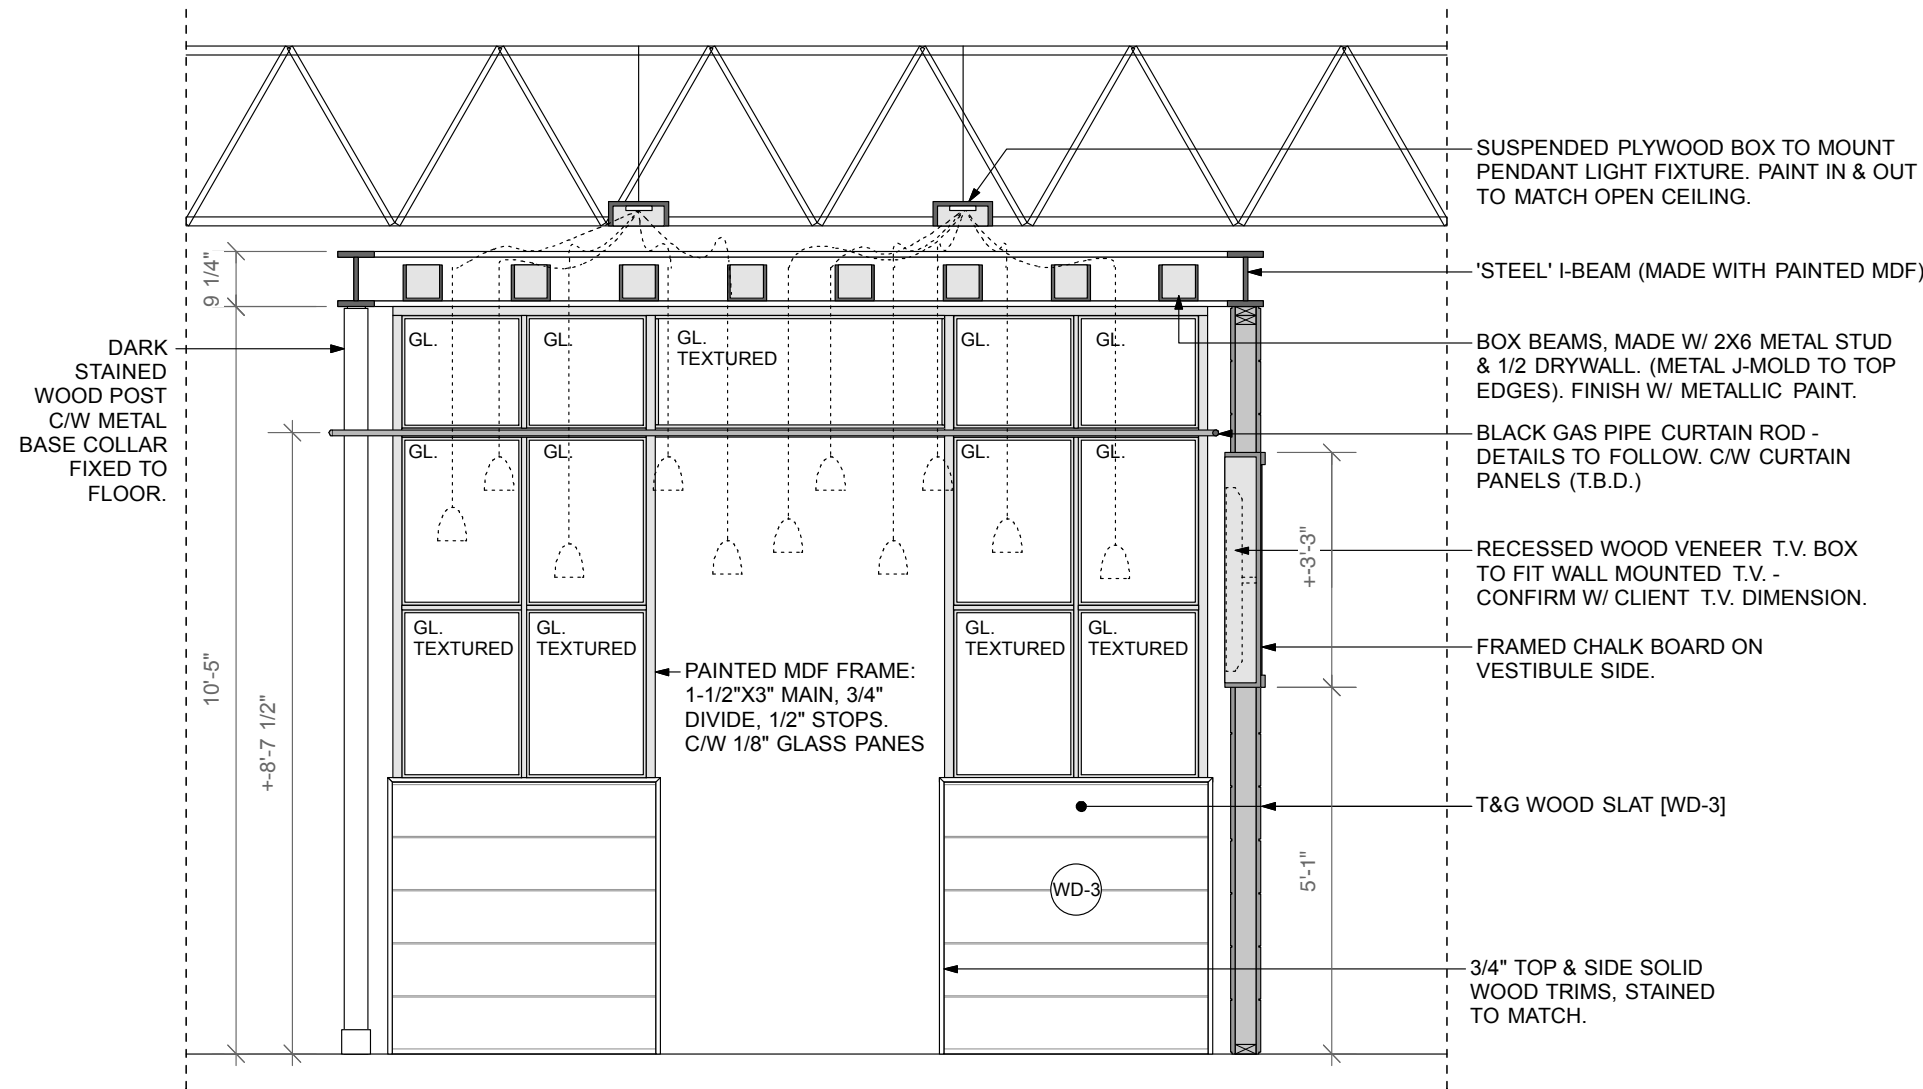 SUSPENDED PLYWOOD BOX TO MOUNT
PENDANT LIGHT FIXTURE. PAINT IN & OUT
TO MATCH OPEN CEILING.
9 1/4"
'STEEL' I-BEAM (MADE WITH PAINTED MDF)
DARK
STAINED
WOOD POST
C/W METAL
BASE COLLAR
FIXED TO
FLOOR.
GL.
GL.
GL.
TEXTURED
GL.
GL.
BOX BEAMS, MADE W/ 2X6 METAL STUD
& 1/2 DRYWALL. (METAL J-MOLD TO TOP
EDGES). FINISH W/ METALLIC PAINT.
GL.
GL.
GL.
GL.
BLACK GAS PIPE CURTAIN ROD -
DETAILS TO FOLLOW. C/W CURTAIN
PANELS (T.B.D.)
+-3'-3"
RECESSED WOOD VENEER T.V. BOX
TO FIT WALL MOUNTED T.V. -
CONFIRM W/ CLIENT T.V. DIMENSION.
GL.
TEXTURED
GL.
TEXTURED
GL.
TEXTURED
GL.
TEXTURED
FRAMED CHALK BOARD ON
VESTIBULE SIDE.
10'-5"
+-8'-7 1/2"
PAINTED MDF FRAME:
1-1/2"X3" MAIN, 3/4"
DIVIDE, 1/2" STOPS.
C/W 1/8" GLASS PANES
T&G WOOD SLAT [WD-3]
WD-3
5'-1"
3/4" TOP & SIDE SOLID
WOOD TRIMS, STAINED
TO MATCH.